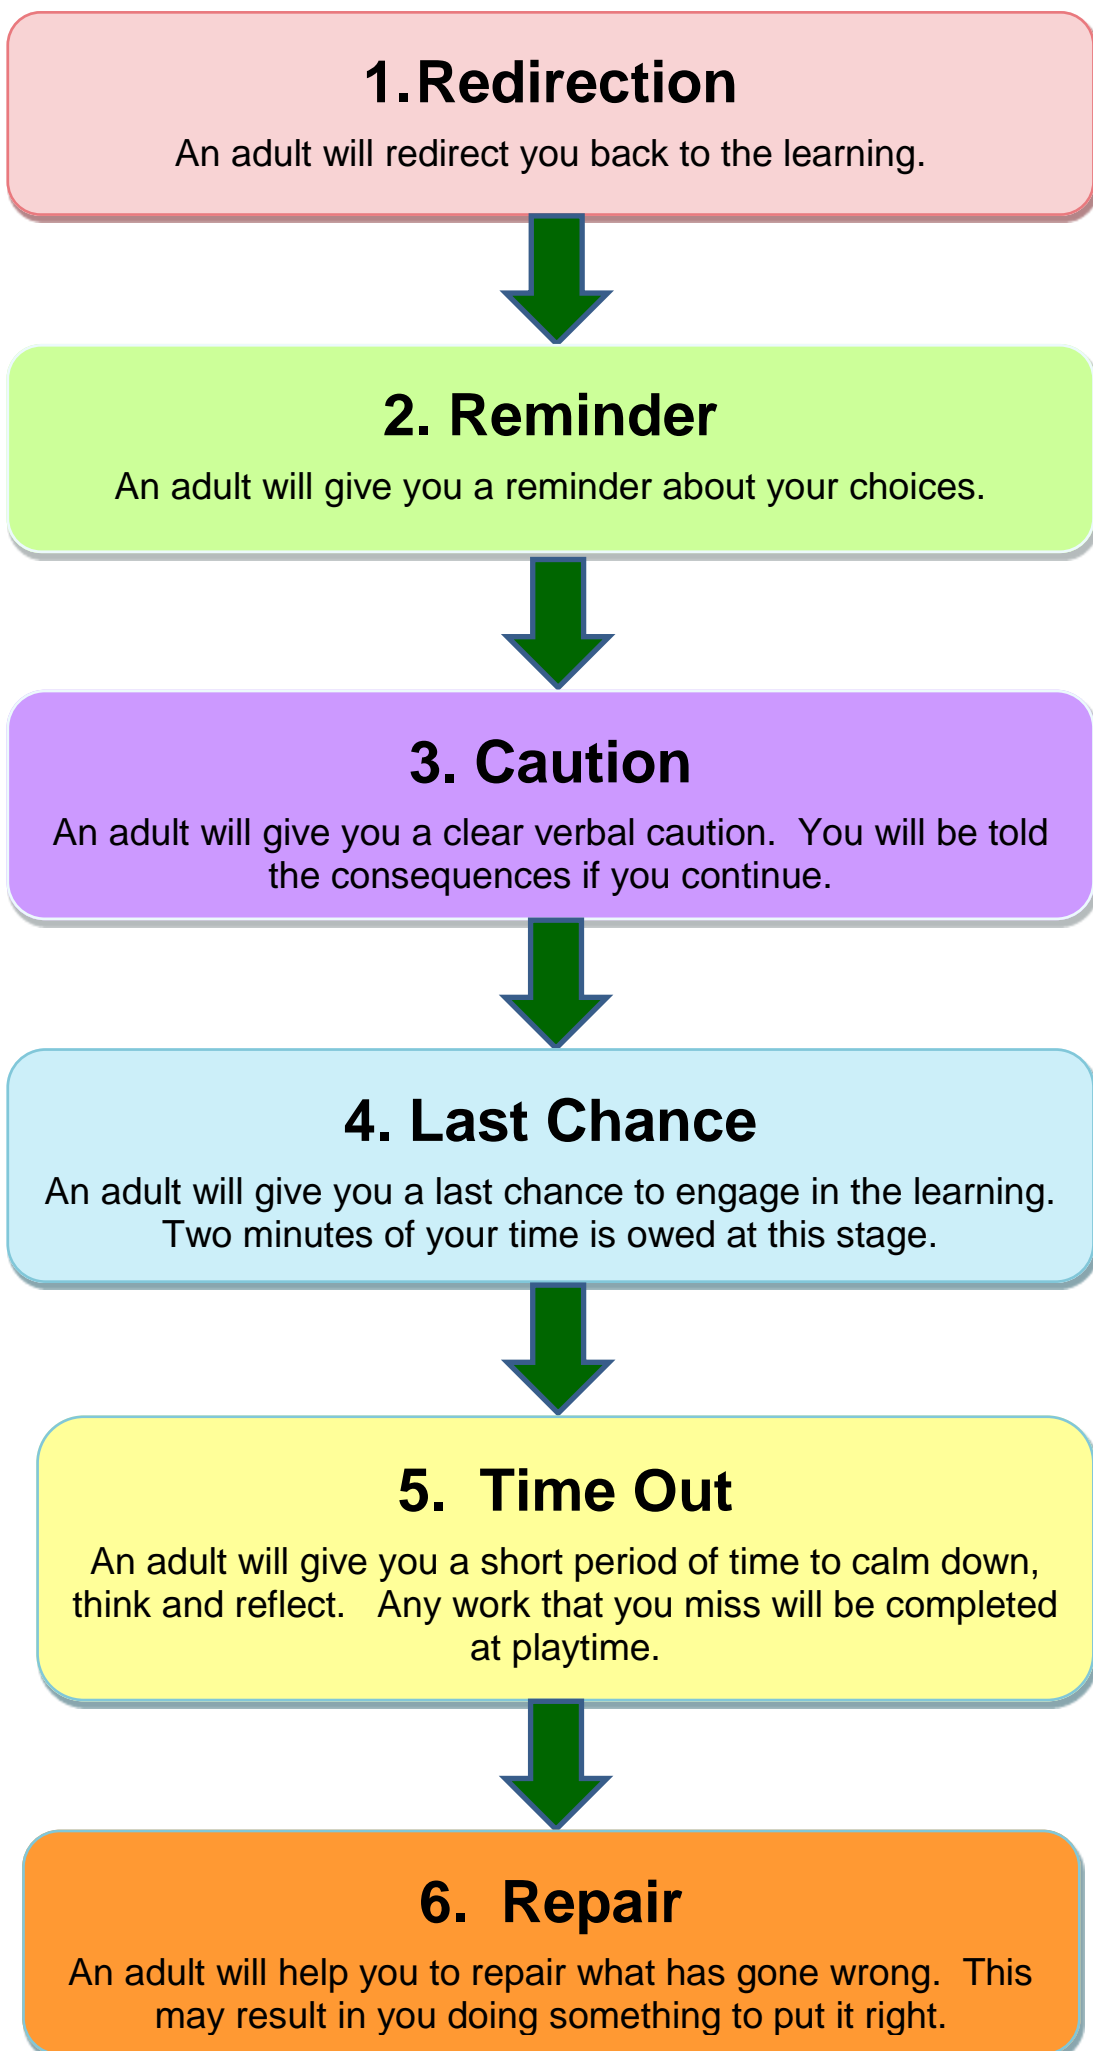 1.Redirection
An adult will redirect you back to the learning.
2. Reminder
An adult will give you a reminder about your choices.
3. Caution
An adult will give you a clear verbal caution.  You will be told
the consequences if you continue.
4. Last Chance
An adult will give you a last chance to engage in the learning.
Two minutes of your time is owed at this stage.
5.  Time Out
An adult will give you a short period of time to calm down,
think and reflect.   Any work that you miss will be completed
at playtime.
6.  Repair
An adult will help you to repair what has gone wrong.  This
may result in you doing something to put it right.